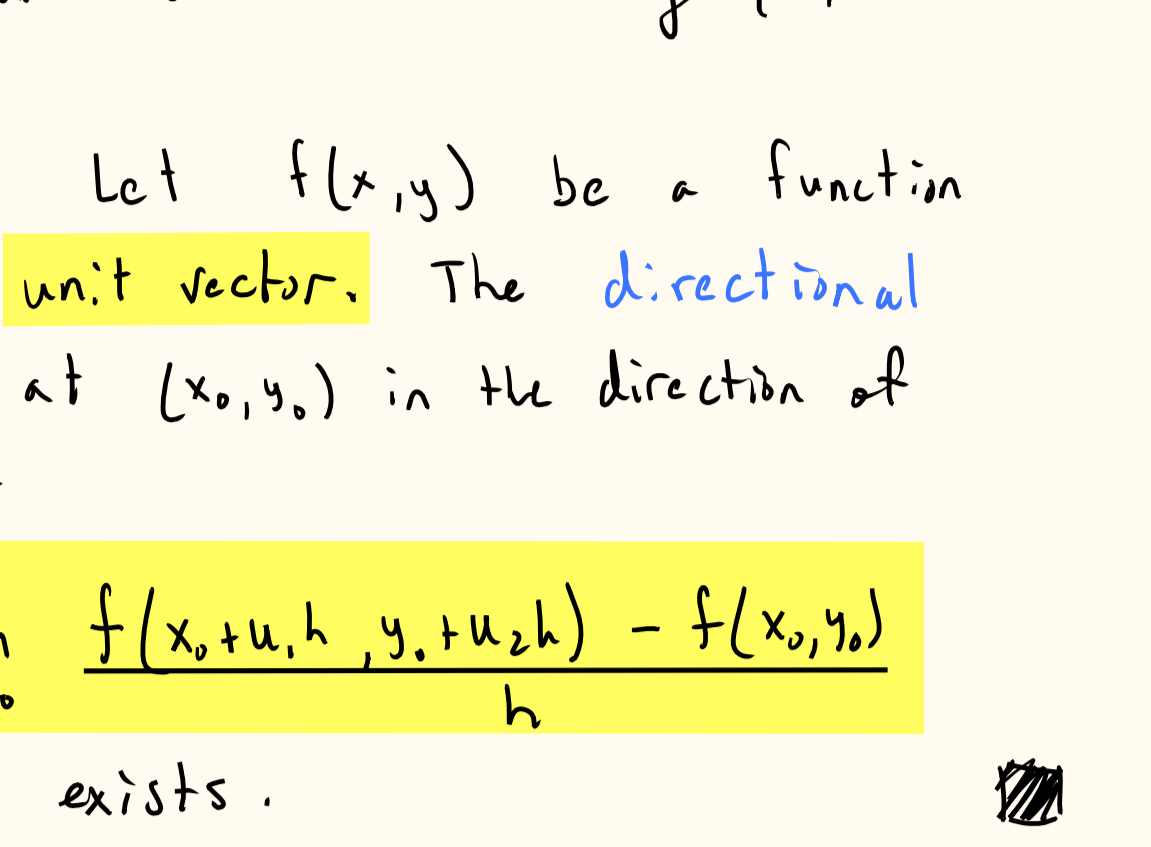 Let f(x,y) be a function
unit vector. The directional
at (x₀,y₀) in the direction of
f(x₀+u₁h,y₀+u₂h) - f(x₀,y₀)
h
exists.